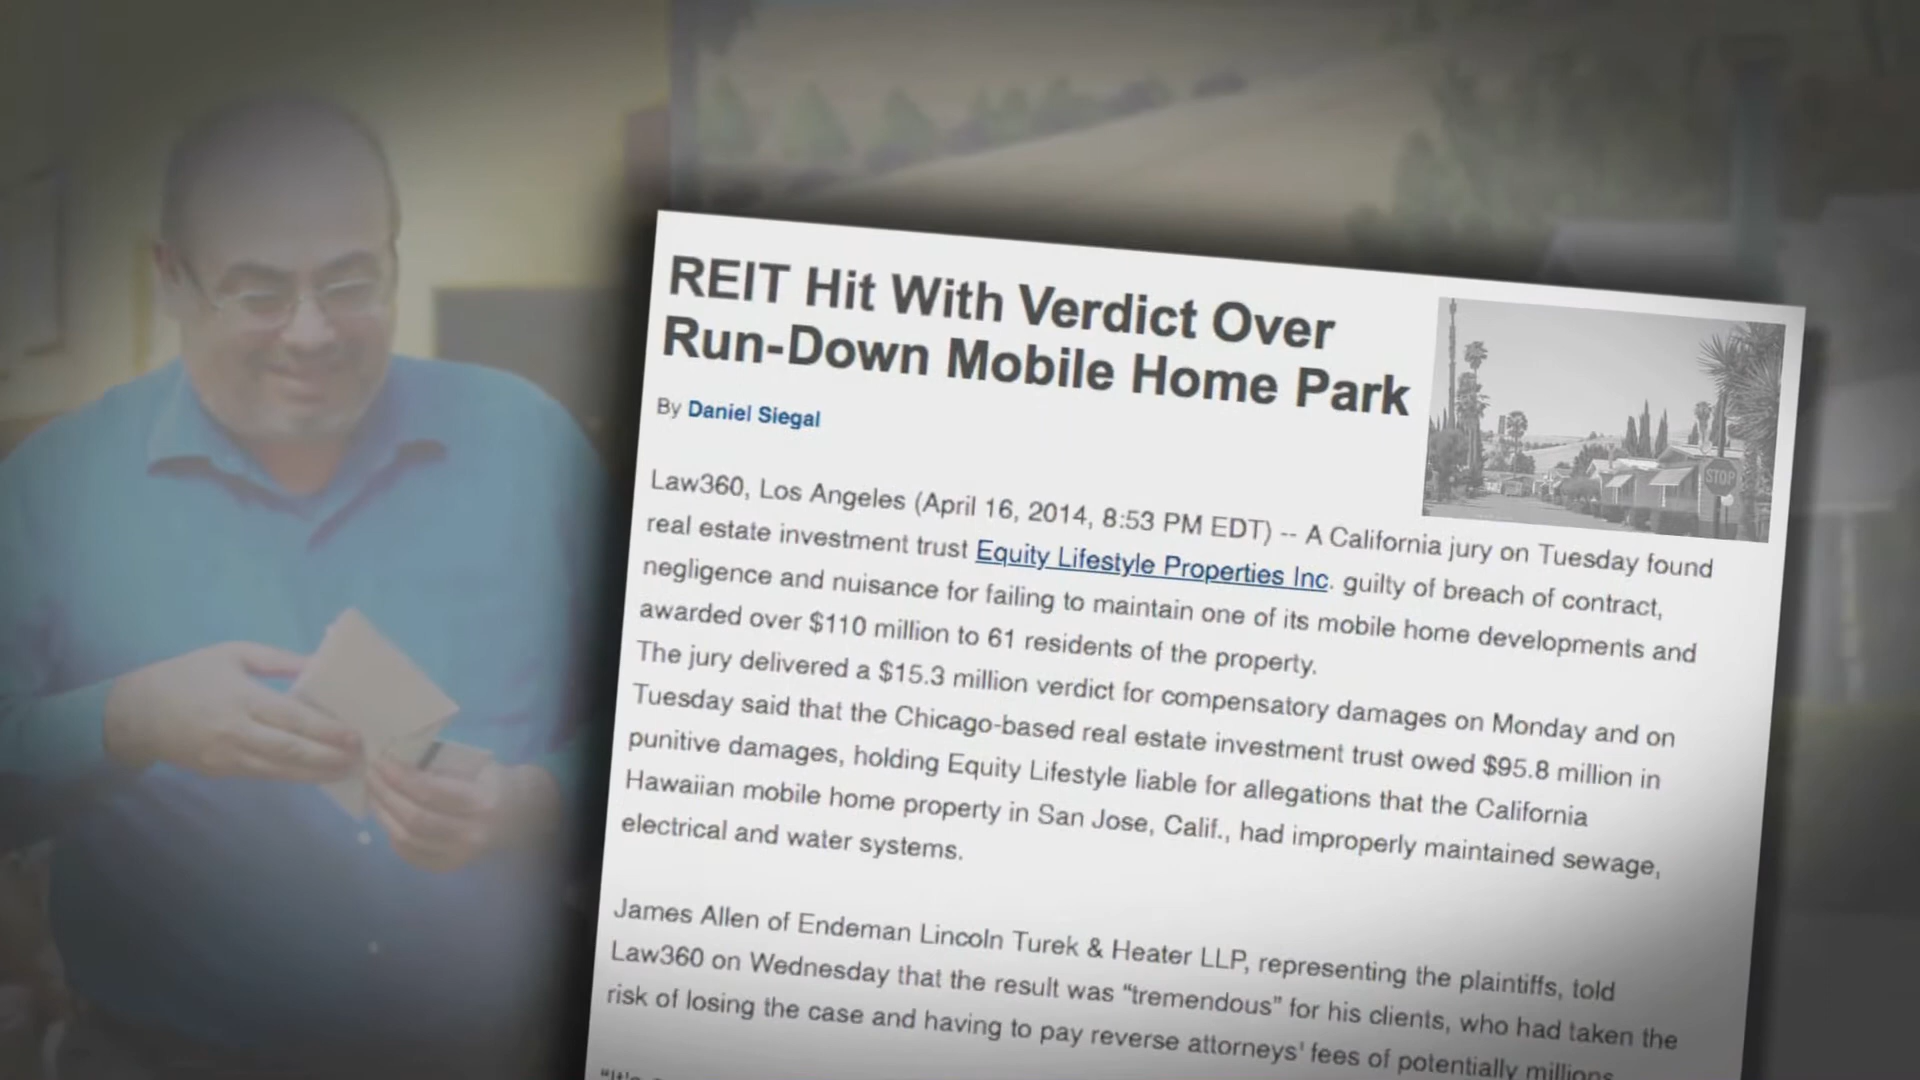 REIT Hit With Verdict Over
Run-Down Mobile Home Park
By Daniel Siegal
STOP
Law360, Los Angeles (April 16, 2014, 8:53 PM EDT) -- A California jury on Tuesday found
real estate investment trust Equity Lifestyle Properties Inc. guilty of breach of contract,
negligence and nuisance for failing to maintain one of its mobile home developments and
awarded over $110 million to 61 residents of the property.
The jury delivered a $15.3 million verdict for compensatory damages on Monday and on
Tuesday said that the Chicago-based real estate investment trust owed $95.8 million in
punitive damages, holding Equity Lifestyle liable for allegations that the California
Hawaiian mobile home property in San Jose, Calif., had improperly maintained sewage,
electrical and water systems.
James Allen of Endeman Lincoln Turek & Heater LLP, representing the plaintiffs, told
Law360 on Wednesday that the result was “tremendous” for his clients, who had taken the
risk of losing the case and having to pay reverse attorneys' fees of potentially millions